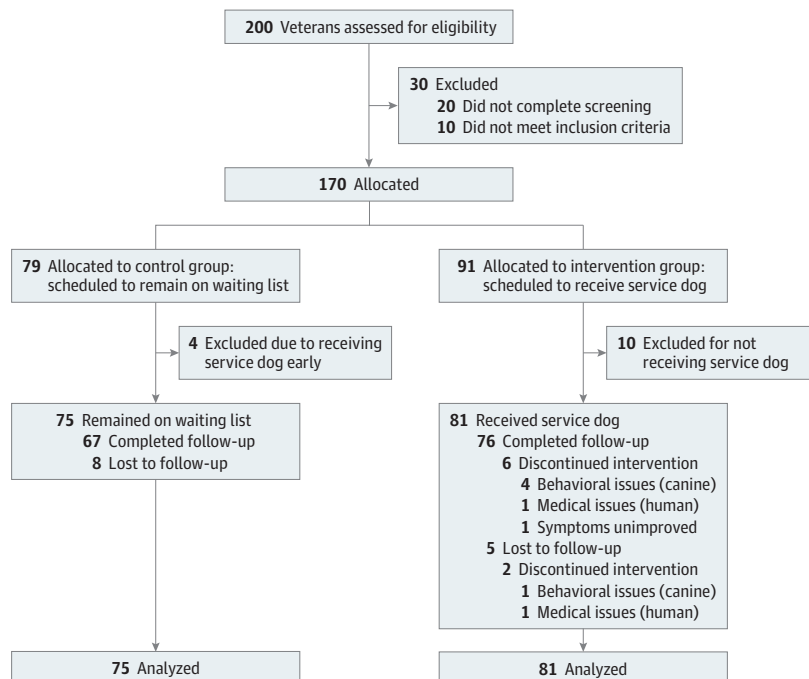 200 Veterans assessed for eligibility
30 Excluded
20 Did not complete screening
10 Did not meet inclusion criteria
170 Allocated
79 Allocated to control group:
scheduled to remain on waiting list
91 Allocated to intervention group:
scheduled to receive service dog
4 Excluded due to receiving
service dog early
10 Excluded for not
receiving service dog
75 Remained on waiting list
67 Completed follow-up
8 Lost to follow-up
81 Received service dog
76 Completed follow-up
6 Discontinued intervention
4 Behavioral issues (canine)
1 Medical issues (human)
1 Symptoms unimproved
5 Lost to follow-up
2 Discontinued intervention
1 Behavioral issues (canine)
1 Medical issues (human)
75 Analyzed
81 Analyzed